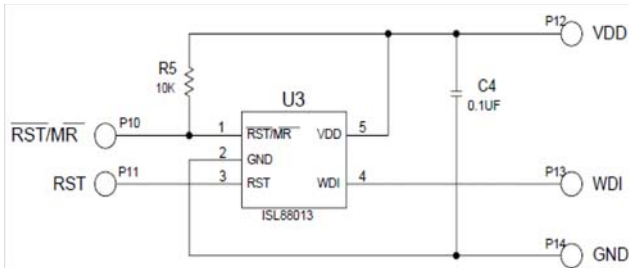 P12 VDD
R5
10K
C4
0.1UF
U3
RST/MR P10 1 RST/MR VDD 5
2 GND
RST P11 3 RST WDI 4 P13 WDI
ISL88013
P14 GND